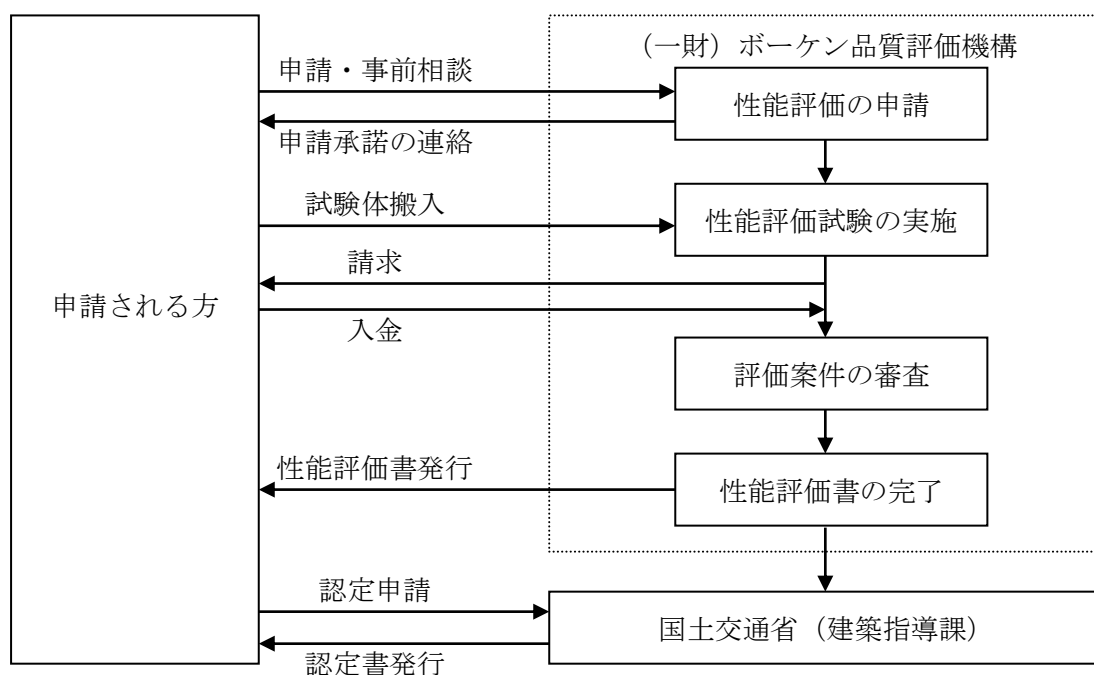 （一財）ボーケン品質評価機構
申請・事前相談
性能評価の申請
申請承諾の連絡
試験体搬入
性能評価試験の実施
請求
申請される方
入金
評価案件の審査
性能評価書発行
性能評価書の完了
認定申請
国土交通省（建築指導課）
認定書発行